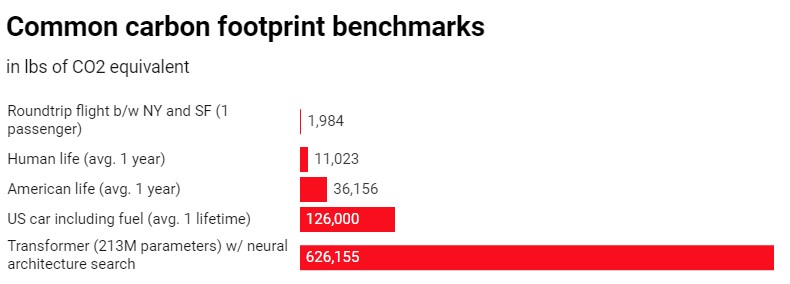 Common carbon footprint benchmarks
in lbs of CO2 equivalent
Roundtrip flight b/w NY and SF (1
passenger)
1,984
Human life (avg. 1 year)
11,023
American life (avg. 1 year)
36,156
US car including fuel (avg. 1 lifetime)
126,000
Transformer (213M parameters) w/ neural
architecture search
626,155